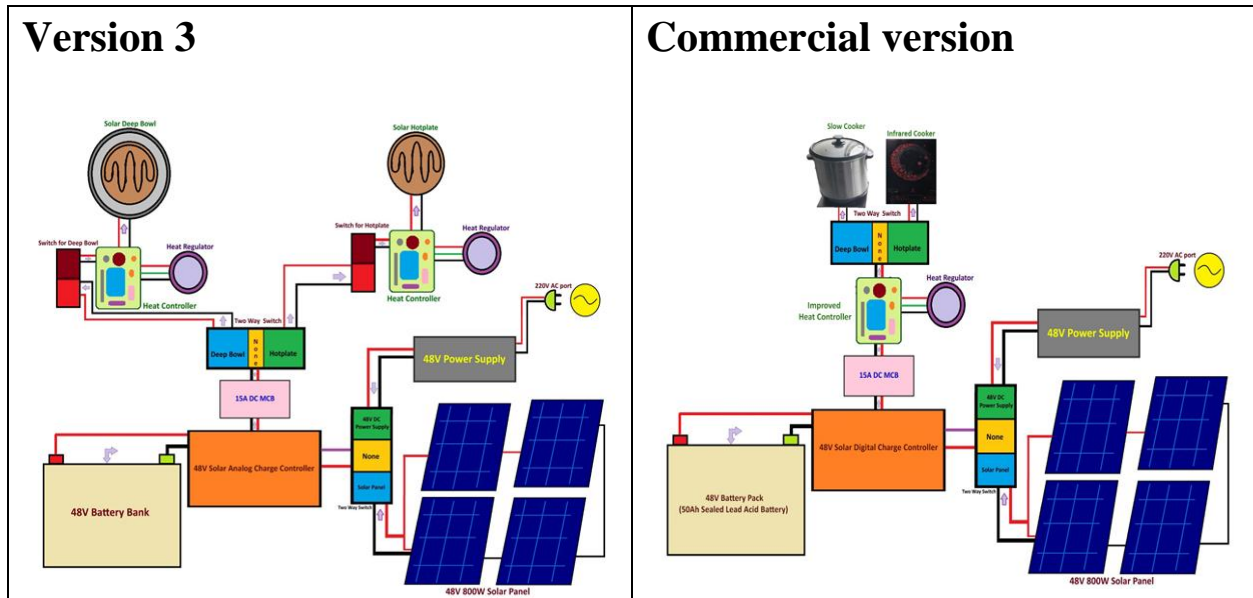 Version 3
Solar Deep Bowl
Solar Hotplate
Switch for Deep Bowl
Heat Regulator
Heat Controller
Switch for Hotplate
Heat Regulator
Heat Controller
Two Way Switch
Deep Bowl
None
Hotplate
15A DC MCB
220V AC port
48V Power Supply
48V DC
Power Supply
None
Solar Panel
Two Way Switch
48V Solar Analog Charge Controller
48V Battery Bank
48V 800W Solar Panel
Commercial version
Slow Cooker
Infrared Cooker
Two Way Switch
Deep Bowl
None
Hotplate
Heat Regulator
Improved
Heat Controller
15A DC MCB
220V AC port
48V Power Supply
48V DC
Power Supply
None
Solar Panel
Two Way Switch
48V Solar Digital Charge Controller
48V Battery Pack
(50Ah Sealed Lead Acid Battery)
48V 800W Solar Panel